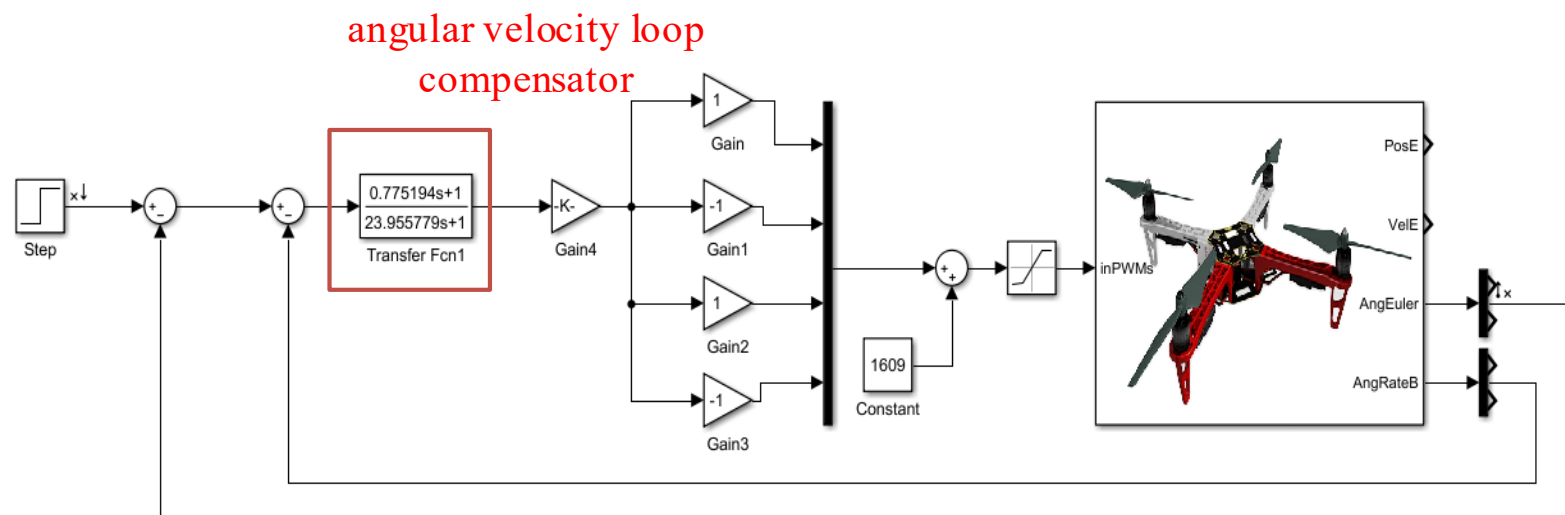 angular velocity loop
compensator
Step
+
-
+
-
0.775194s+1
23.955779s+1
Transfer Fcn1
-K-
Gain4
1
Gain
-1
Gain1
1
Gain2
-1
Gain3
+
+
1609
Constant
inPWMs
PosE
VelE
AngEuler
AngRateB